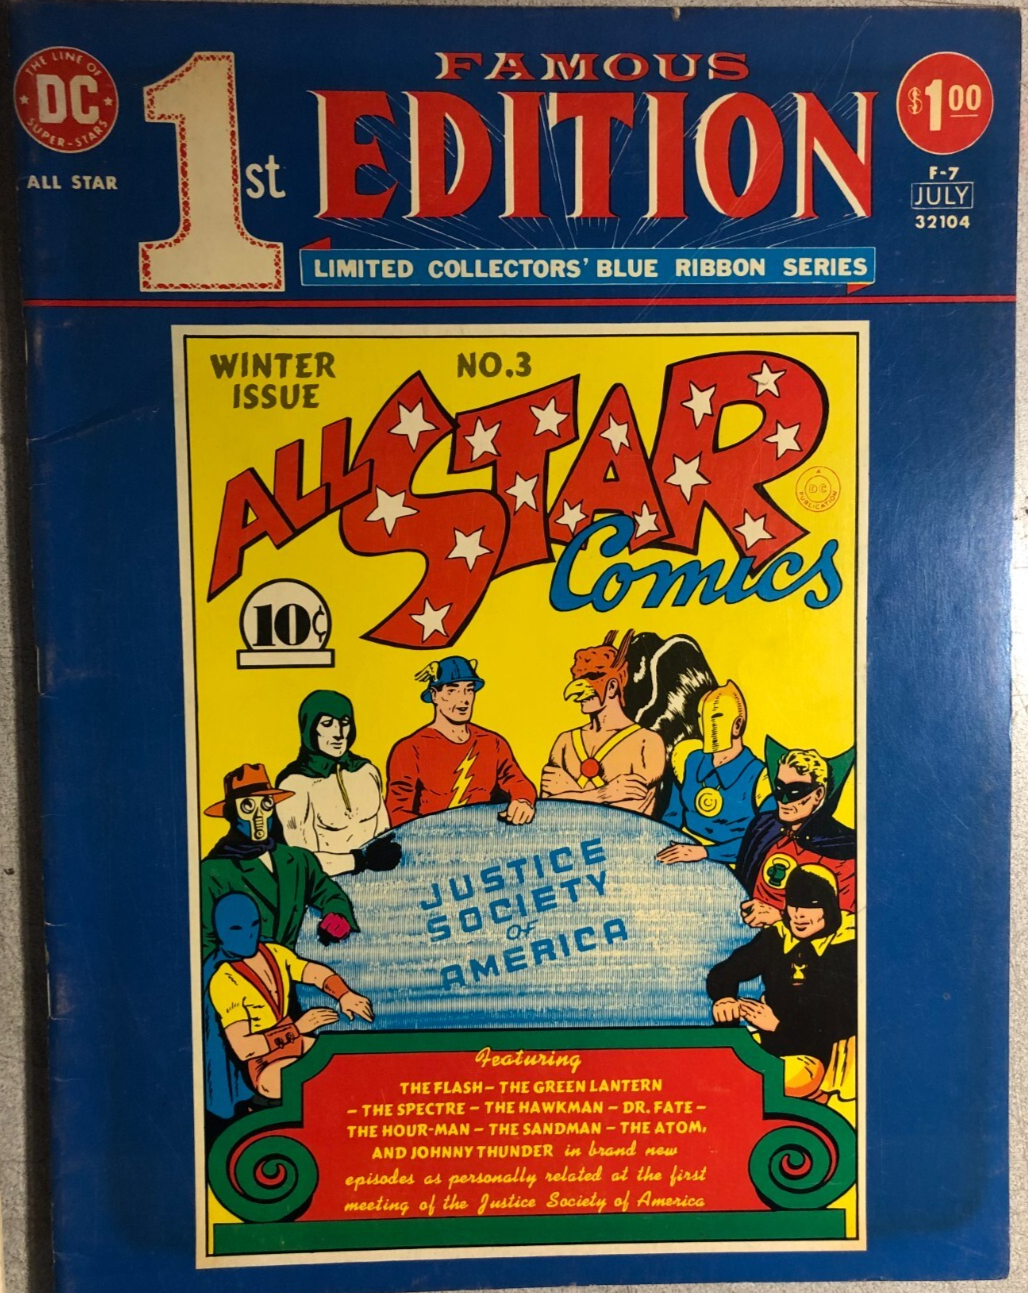 THE LINE OF
DC
SUPER-STARS
ALL STAR
1st
FAMOUS
EDITION
LIMITED COLLECTORS' BLUE RIBBON SERIES
$1.00
F-7
JULY
32104
WINTER
ISSUE
NO.3
ALL STAR
Comics
A
DC
PUBLICATION
10¢
JUSTICE
SOCIETY
OF
AMERICA
Featuring
THE FLASH – THE GREEN LANTERN
– THE SPECTRE – THE HAWKMAN – DR. FATE –
THE HOUR-MAN – THE SANDMAN – THE ATOM,
AND JOHNNY THUNDER in brand new
episodes as personally related at the first
meeting of the Justice Society of America